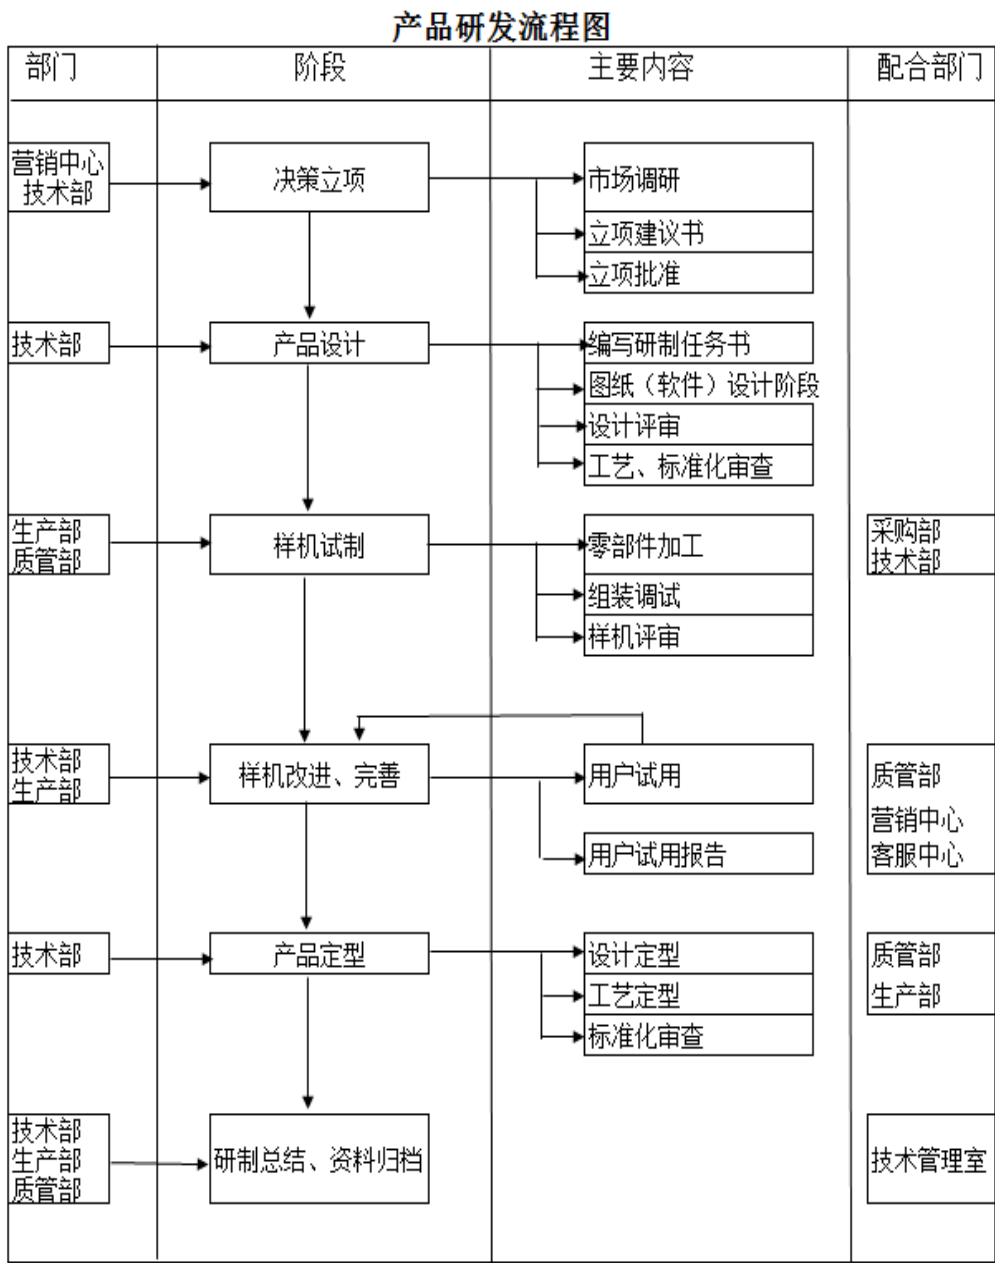 产品研发流程图
部门
阶段
主要内容
配合部门
营销中心
技术部
决策立项
市场调研
立项建议书
立项批准
技术部
产品设计
编写研制任务书
图纸（软件）设计阶段
设计评审
工艺、标准化审查
生产部
质管部
样机试制
零部件加工
组装调试
样机评审
采购部
技术部
技术部
生产部
样机改进、完善
用户试用
用户试用报告
质管部
营销中心
客服中心
技术部
产品定型
设计定型
工艺定型
标准化审查
质管部
生产部
技术部
生产部
质管部
研制总结、资料归档
技术管理室